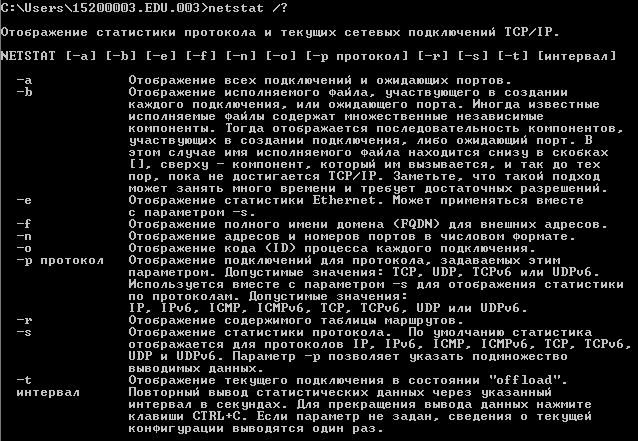 C:\Users\15200003.EDU.003>netstat /?
Отображение статистики протокола и текущих сетевых подключений TCP/IP.
NETSTAT [-a] [-b] [-e] [-f] [-n] [-o] [-p протокол] [-r] [-s] [-t] [интервал]
-a Отображение всех подключений и ожидающих портов.
-b Отображение исполняемого файла, участвующего в создании
каждого подключения, или ожидающего порта. Иногда известные
исполняемые файлы содержат множественные независимые
компоненты. Тогда отображается последовательность компонентов,
участвующих в создании подключения, либо ожидающий порт. В
этом случае имя исполняемого файла находится снизу в скобках
[], сверху - компонент, который им вызывается, и так до тех
пор, пока не достигается TCP/IP. Заметьте, что такой подход
может занять много времени и требует достаточных разрешений.
-e Отображение статистики Ethernet. Может применяться вместе
с параметром -s.
-f Отображение полного имени домена (FQDN) для внешних адресов.
-n Отображение адресов и номеров портов в числовом формате.
-o Отображение кода (ID) процесса каждого подключения.
-p протокол Отображение подключений для протокола, задаваемых этим
параметром. Допустимые значения: TCP, UDP, TCPv6 или UDPv6.
Используется вместе с параметром -s для отображения статистики
по протоколам. Допустимые значения:
IP, IPv6, ICMP, ICMPv6, TCP, TCPv6, UDP или UDPv6.
-r Отображение содержимого таблицы маршрутов.
-s Отображение статистики протокола. По умолчанию статистика
отображается для протоколов IP, IPv6, ICMP, ICMPv6, TCP, TCPv6,
UDP и UDPv6. Параметр -p позволяет указать подмножество
выводимых данных.
-t Отображение текущего подключения в состоянии "offload".
интервал Повторный вывод статистических данных через указанный
интервал в секундах. Для прекращения вывода данных нажмите
клавиши CTRL+C. Если параметр не задан, сведения о текущей
конфигурации выводятся один раз.